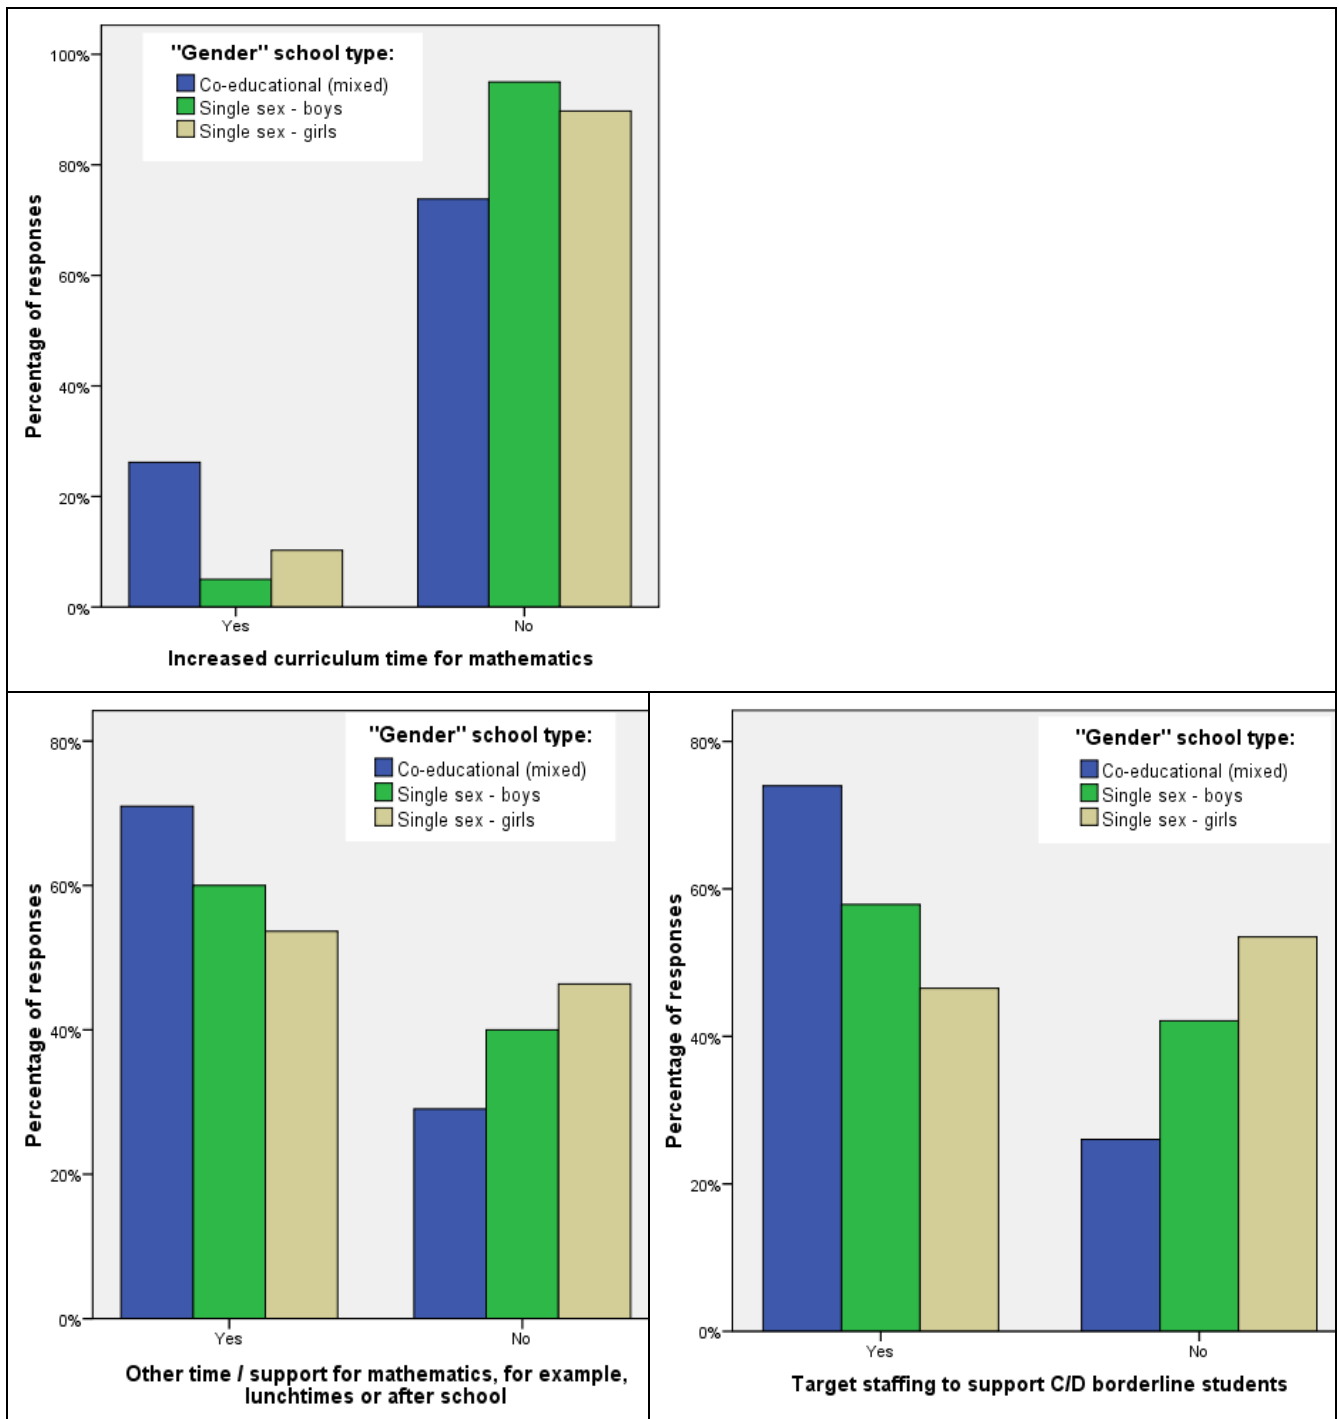 "Gender" school type:
Co-educational (mixed)
Single sex - boys
Single sex - girls
Percentage of responses
100%
80%
60%
40%
20%
0%
Yes
No
Increased curriculum time for mathematics
"Gender" school type:
Co-educational (mixed)
Single sex - boys
Single sex - girls
Percentage of responses
80%
60%
40%
20%
0%
Yes
No
Other time / support for mathematics, for example,
lunchtimes or after school
"Gender" school type:
Co-educational (mixed)
Single sex - boys
Single sex - girls
Percentage of responses
80%
60%
40%
20%
0%
Yes
No
Target staffing to support C/D borderline students